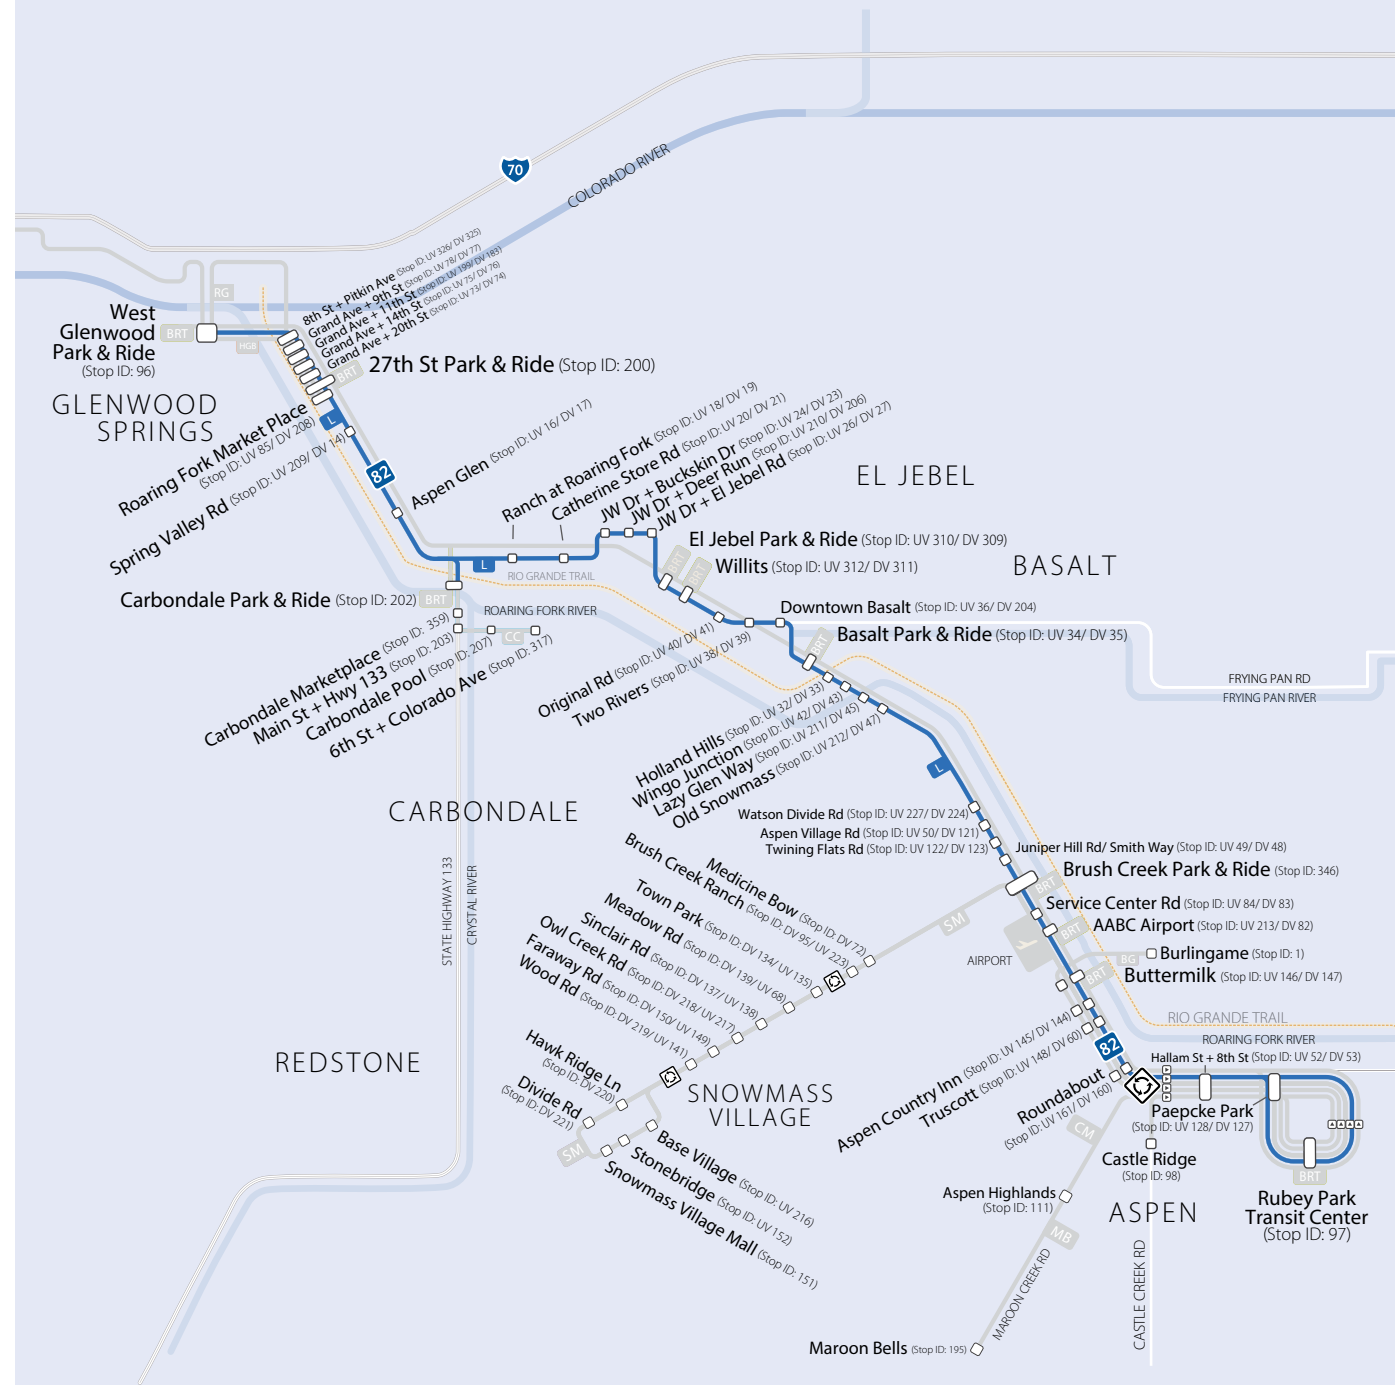 70
COLORADO RIVER
8th St + Pitkin Ave (Stop ID: UV 326/ DV 325)
Grand Ave + 9th St (Stop ID: UV 78/ DV 77)
Grand Ave + 11th St (Stop ID: UV 199/ DV 183)
Grand Ave + 14th St (Stop ID: UV 75/ DV 76)
Grand Ave + 20th St (Stop ID: UV 73/ DV 74)
RG
West
Glenwood
Park & Ride
(Stop ID: 96)
BRT
HGB
BRT
27th St Park & Ride (Stop ID: 200)
GLENWOOD
SPRINGS
Roaring Fork Market Place
(Stop ID: UV 85/ DV 208)
L
Spring Valley Rd (Stop ID: UV 209/ DV 14)
82
Aspen Glen (Stop ID: UV 16/ DV 17)
Ranch at Roaring Fork (Stop ID: UV 18/ DV 19)
Catherine Store Rd (Stop ID: UV 20/ DV 21)
JW Dr + Buckskin Dr (Stop ID: UV 24/ DV 23)
JW Dr + Deer Run (Stop ID: UV 210/ DV 206)
JW Dr + El Jebel Rd (Stop ID: UV 26/ DV 27)
EL JEBEL
El Jebel Park & Ride (Stop ID: UV 310/ DV 309)
BRT
BRT
Willits (Stop ID: UV 312/ DV 311)
BASALT
L
RIO GRANDE TRAIL
Carbondale Park & Ride (Stop ID: 202)
BRT
ROARING FORK RIVER
CC
Downtown Basalt (Stop ID: UV 36/ DV 204)
Basalt Park & Ride (Stop ID: UV 34/ DV 35)
BRT
Carbondale Marketplace (Stop ID: 359)
Main St + Hwy 133 (Stop ID: 203)
Carbondale Pool (Stop ID: 207)
6th St + Colorado Ave (Stop ID: 317)
Original Rd (Stop ID: UV 40/ DV 41)
Two Rivers (Stop ID: UV 38/ DV 39)
FRYING PAN RD
FRYING PAN RIVER
Holland Hills (Stop ID: UV 32/ DV 33)
Wingo Junction (Stop ID: UV 42/ DV 43)
Lazy Glen Way (Stop ID: UV 211/ DV 45)
Old Snowmass (Stop ID: UV 212/ DV 47)
L
CARBONDALE
STATE HIGHWAY 133
CRYSTAL RIVER
Watson Divide Rd (Stop ID: UV 227/ DV 224)
Aspen Village Rd (Stop ID: UV 50/ DV 121)
Twining Flats Rd (Stop ID: UV 122/ DV 123)
Juniper Hill Rd/ Smith Way (Stop ID: UV 49/ DV 48)
Brush Creek Park & Ride (Stop ID: 346)
BRT
Service Center Rd (Stop ID: UV 84/ DV 83)
AABC Airport (Stop ID: UV 213/ DV 82)
BRT
AIRPORT
BG
Burlingame (Stop ID: 1)
BRT
Buttermilk (Stop ID: UV 146/ DV 147)
Medicine Bow (Stop ID: DV 72)
Brush Creek Ranch (Stop ID: DV 95/ UV 223)
Town Park (Stop ID: DV 134/ UV 135)
Meadow Rd (Stop ID: DV 139/ UV 68)
Sinclair Rd (Stop ID: DV 137/ UV 138)
Owl Creek Rd (Stop ID: DV 218/ UV 217)
Faraway Rd (Stop ID: DV 150/ UV 149)
Wood Rd (Stop ID: DV 219/ UV 141)
SM
Hawk Ridge Ln
(Stop ID: DV 220)
Divide Rd
(Stop ID: DV 221)
SM
SNOWMASS
VILLAGE
Base Village (Stop ID: UV 216)
Stonebridge (Stop ID: UV 152)
Snowmass Village Mall (Stop ID: 151)
REDSTONE
RIO GRANDE TRAIL
ROARING FORK RIVER
Aspen Country Inn (Stop ID: UV 145/ DV 144)
Truscott (Stop ID: UV 148/ DV 60)
82
Roundabout
(Stop ID: UV 161/ DV 160)
Hallam St + 8th St (Stop ID: UV 52/ DV 53)
Paepcke Park
(Stop ID: UV 128/ DV 127)
CM
Castle Ridge
(Stop ID: 98)
BRT
Rubey Park
Transit Center
(Stop ID: 97)
Aspen Highlands
(Stop ID: 111)
ASPEN
MB
MAROON CREEK RD
CASTLE CREEK RD
Maroon Bells (Stop ID: 195)